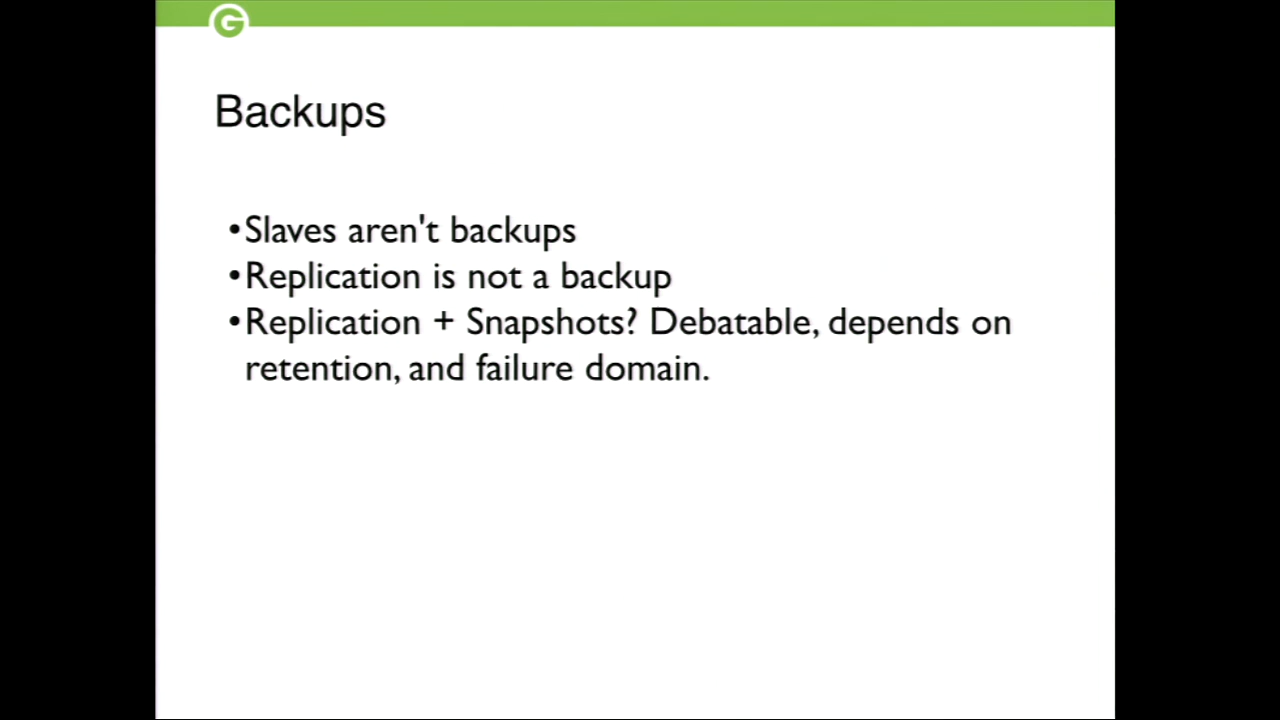 Backups
•Slaves aren't backups
•Replication is not a backup
•Replication + Snapshots? Debatable, depends on
retention, and failure domain.